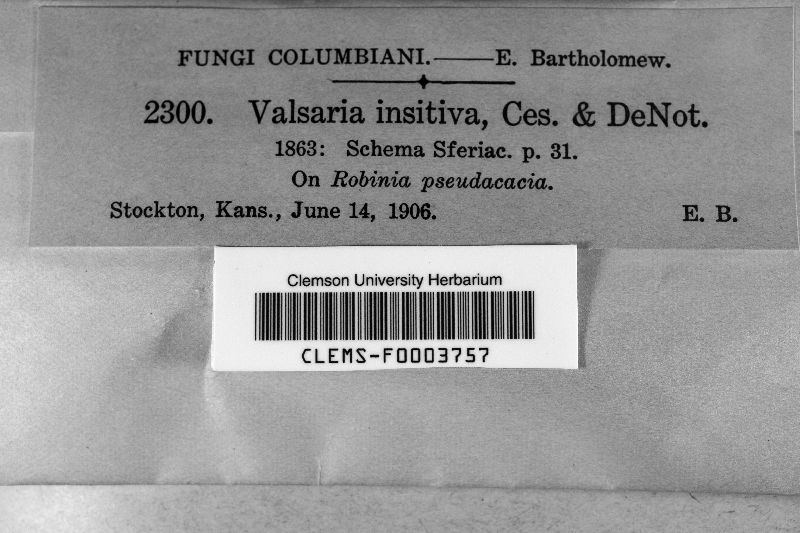 FUNGI COLUMBIANI.——E. Bartholomew.
2300. Valsaria insitiva, Ces. & DeNot.
1863: Schema Sferiac. p. 31.
On Robinia pseudacacia.
Stockton, Kans., June 14, 1906. E. B.
Clemson University Herbarium
CLEMS-F0003757